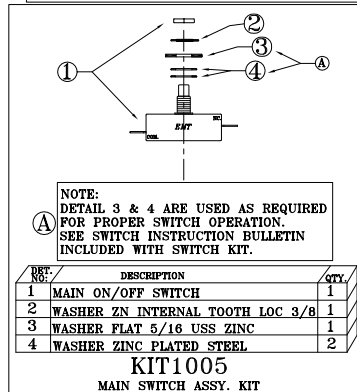 2
3
A
1
4
EMT
NC.
COM.
A
NOTE:
DETAIL 3 & 4 ARE USED AS REQUIRED
FOR PROPER SWITCH OPERATION.
SEE SWITCH INSTRUCTION BULLETIN
INCLUDED WITH SWITCH KIT.
DET. NO: DESCRIPTION QTY.
1 MAIN ON/OFF SWITCH 1
2 WASHER ZN INTERNAL TOOTH LOC 3/8 1
3 WASHER FLAT 5/16 USS ZINC 1
4 WASHER ZINC PLATED STEEL 2
KIT1005
MAIN SWITCH ASSY. KIT